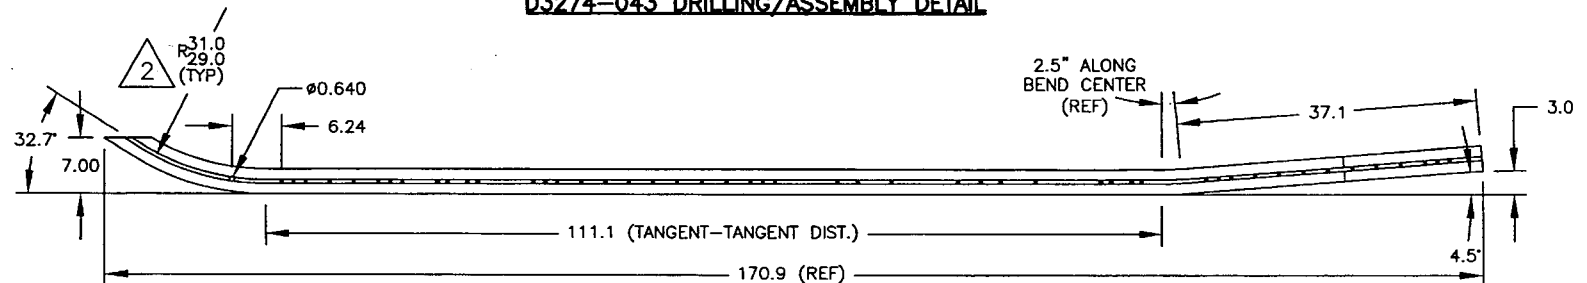 D3274-043 DRILLING/ASSEMBLY DETAIL
2
R31.0
29.0
(TYP)
ø0.640
6.24
32.7°
7.00
2.5" ALONG
BEND CENTER
(REF)
37.1
3.0
111.1 (TANGENT-TANGENT DIST.)
4.5°
170.9 (REF)